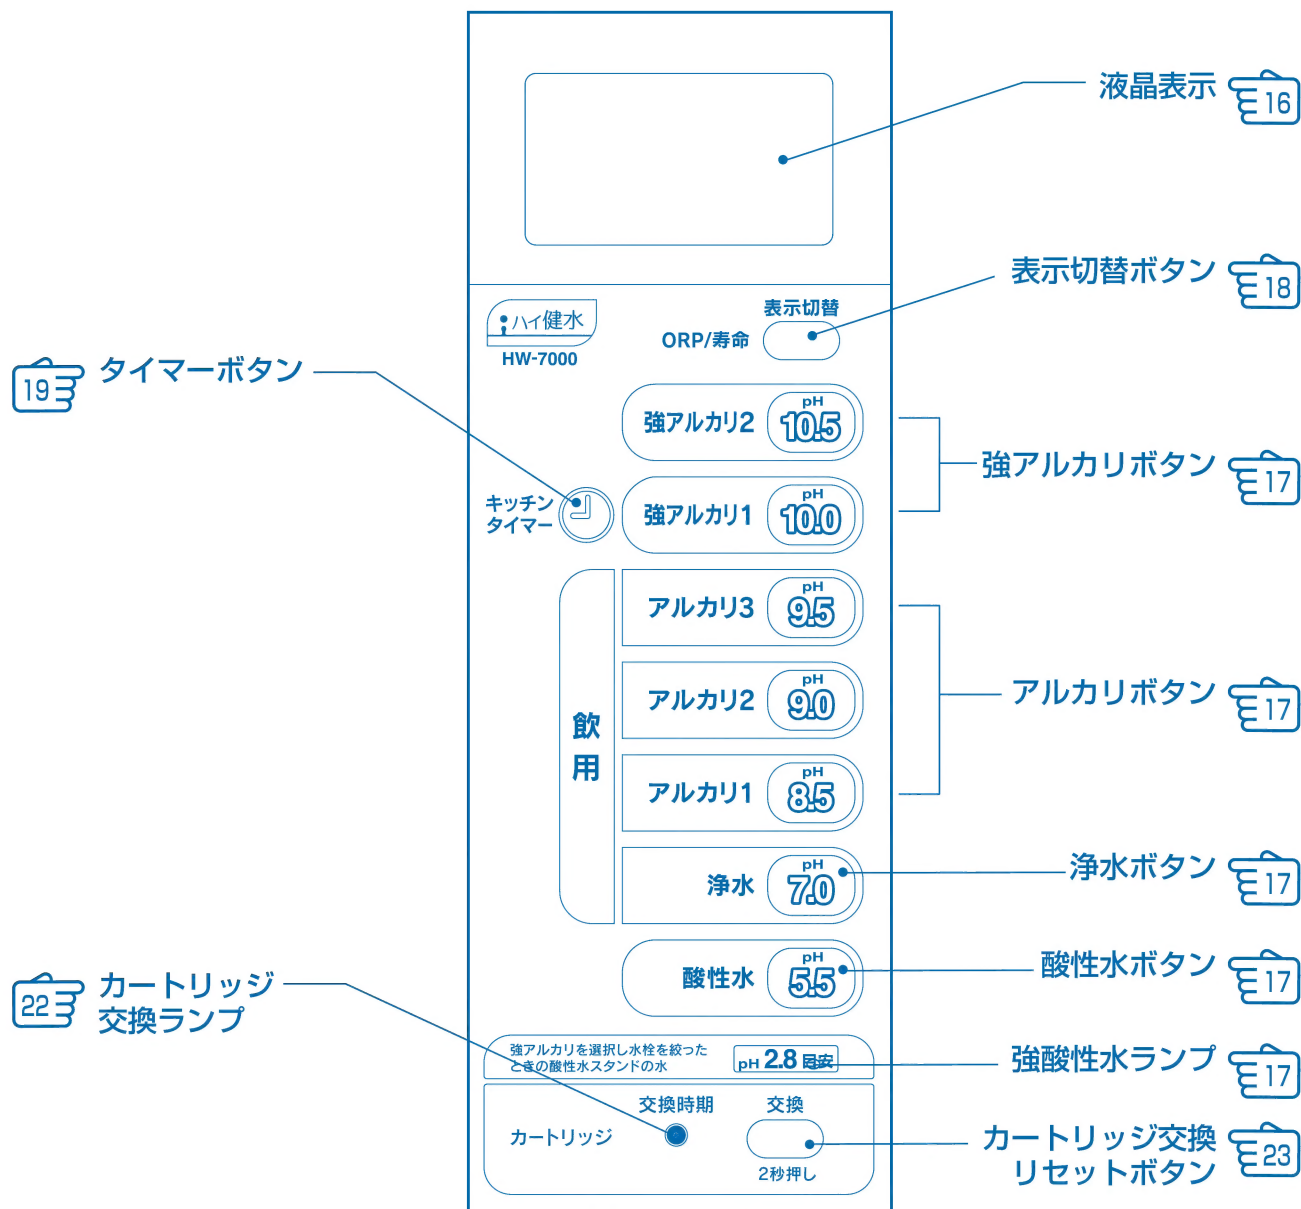 液晶表示 16
表示切替ボタン 18
表示切替
ORP/寿命
ハイ健水
HW-7000
19 タイマーボタン
強アルカリ2 pH 10.5
強アルカリボタン 17
キッチン
タイマー
強アルカリ1 pH 10.0
アルカリ3 pH 9.5
アルカリ2 pH 9.0
アルカリボタン 17
飲用
アルカリ1 pH 8.5
浄水 pH 7.0
浄水ボタン 17
酸性水 pH 5.5
酸性水ボタン 17
22 カートリッジ
交換ランプ
強アルカリを選択し水栓を絞った
ときの酸性水スタンドの水
pH 2.8 目安
強酸性水ランプ 17
交換時期
交換
カートリッジ
2秒押し
カートリッジ交換
リセットボタン 23